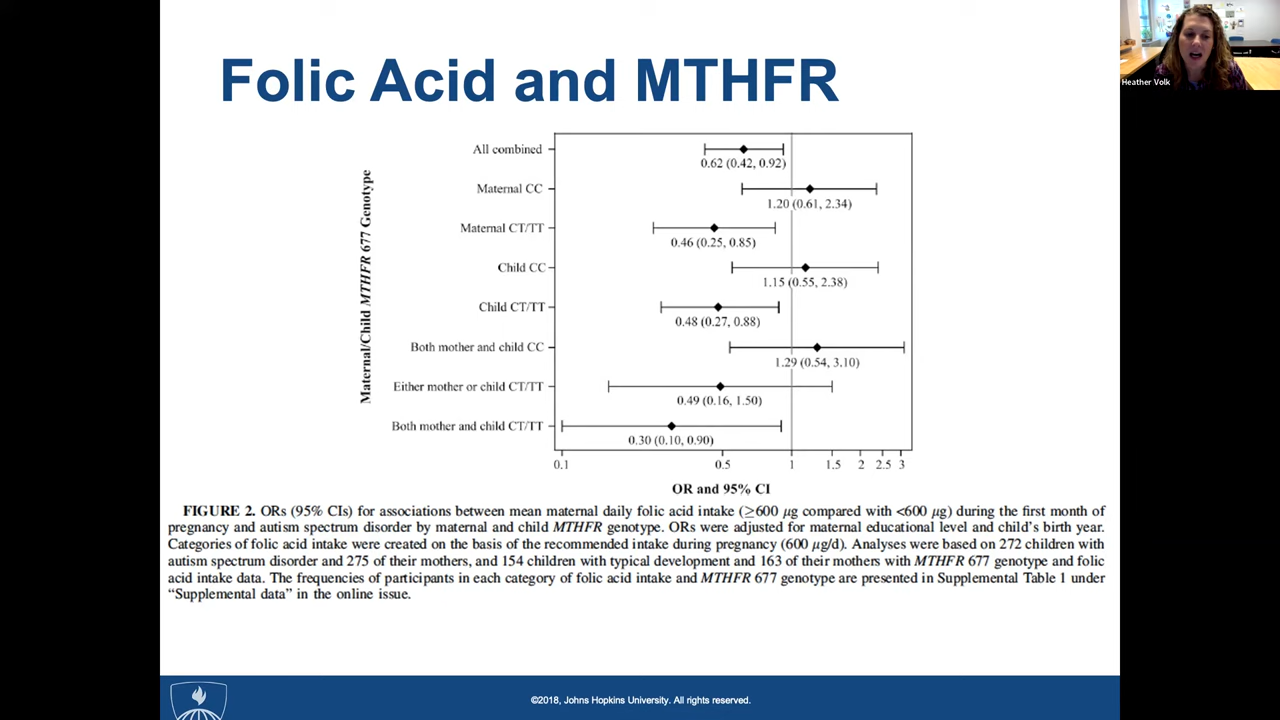 Folic Acid and MTHFR
Heather Volk
Maternal/Child MTHFR 677 Genotype
All combined
0.62 (0.42, 0.92)
Maternal CC
1.20 (0.61, 2.34)
Maternal CT/TT
0.46 (0.25, 0.85)
Child CC
1.15 (0.55, 2.38)
Child CT/TT
0.48 (0.27, 0.88)
Both mother and child CC
1.29 (0.54, 3.10)
Either mother or child CT/TT
0.49 (0.16, 1.50)
Both mother and child CT/TT
0.30 (0.10, 0.90)
0.1 0.5 1 1.5 2 2.5 3
OR and 95% CI
FIGURE 2. ORs (95% CIs) for associations between mean maternal daily folic acid intake (≥600 μg compared with <600 μg) during the first month of
pregnancy and autism spectrum disorder by maternal and child MTHFR genotype. ORs were adjusted for maternal educational level and child's birth year.
Categories of folic acid intake were created on the basis of the recommended intake during pregnancy (600 μg/d). Analyses were based on 272 children with
autism spectrum disorder and 275 of their mothers, and 154 children with typical development and 163 of their mothers with MTHFR 677 genotype and folic
acid intake data. The frequencies of participants in each category of folic acid intake and MTHFR 677 genotype are presented in Supplemental Table 1 under
“Supplemental data” in the online issue.
©2018, Johns Hopkins University. All rights reserved.